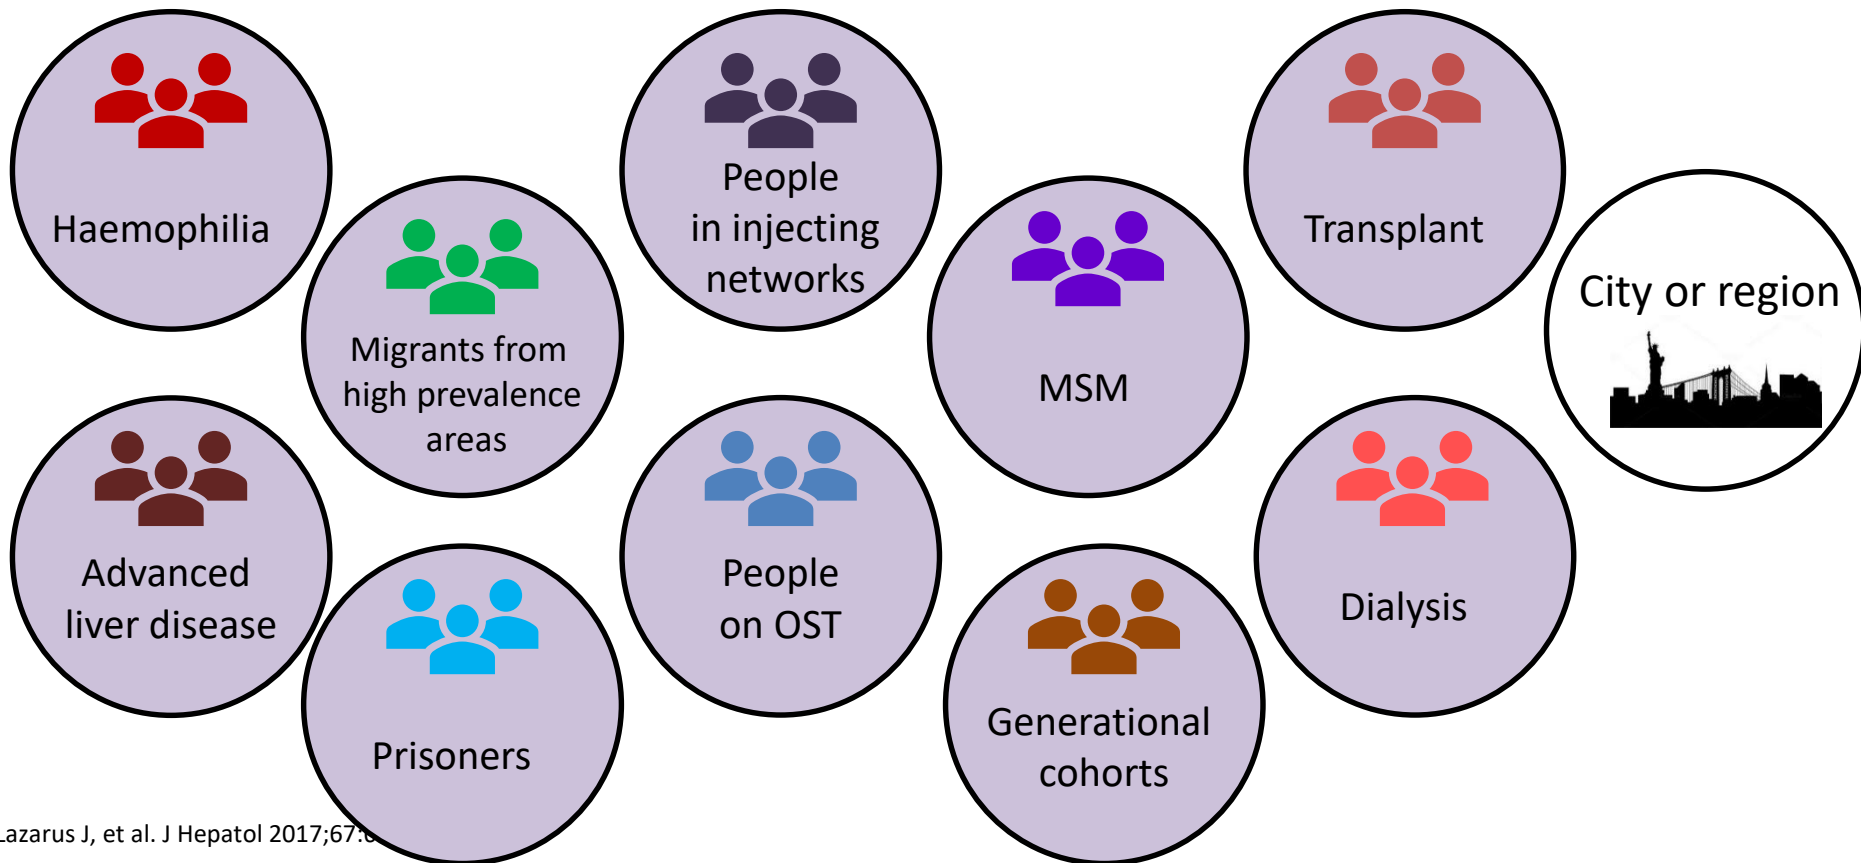 Haemophilia
Migrants from
high prevalence
areas
People
in injecting
networks
MSM
Transplant
City or region
Advanced
liver disease
Prisoners
People
on OST
Generational
cohorts
Dialysis
Lazarus J, et al. J Hepatol 2017;67: